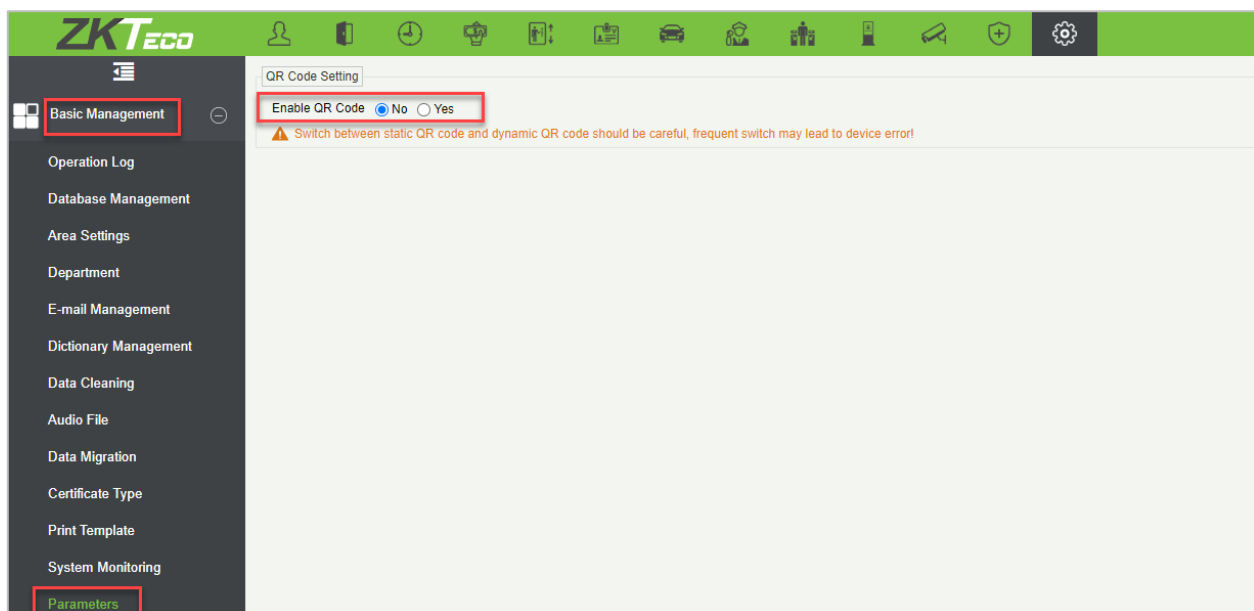 ZKTeco
QR Code Setting
Basic Management
Enable QR Code No Yes
Switch between static QR code and dynamic QR code should be careful, frequent switch may lead to device error!
Operation Log
Database Management
Area Settings
Department
E-mail Management
Dictionary Management
Data Cleaning
Audio File
Data Migration
Certificate Type
Print Template
System Monitoring
Parameters